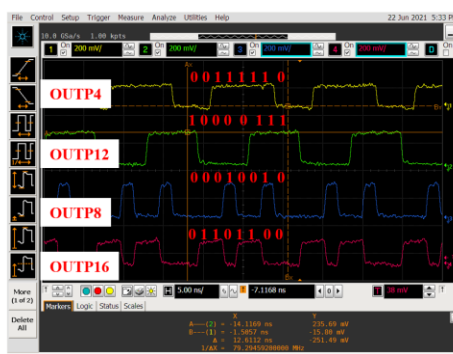 File Control Setup Trigger Measure Analyze Utilities Help 22 Jun 2021 5:33 P
10.0 GSa/s 1.00 kpts
1 On 200 mV/ 2 On 200 mV/ 3 On 200 mV/ 4 On 200 mV/ D On
0 0 1 1 1 1 1 0
OUTP4
1 0 0 0 0 1 1 1
OUTP12
0 0 0 1 0 0 1 0
OUTP8
0 1 1 0 1 1 0 0
OUTP16
More
(1 of 2)
Delete
All
H 5.00 ns/ -7.1168 ns 0 T 38 mV
Markers Logic Status Scales
X Y
A---(2) = -14.1169 ns 235.69 mV
B---(1) = -1.5057 ns -15.80 mV
Δ = 12.6112 ns -251.49 mV
1/ΔX = 79.29459200000 MHz